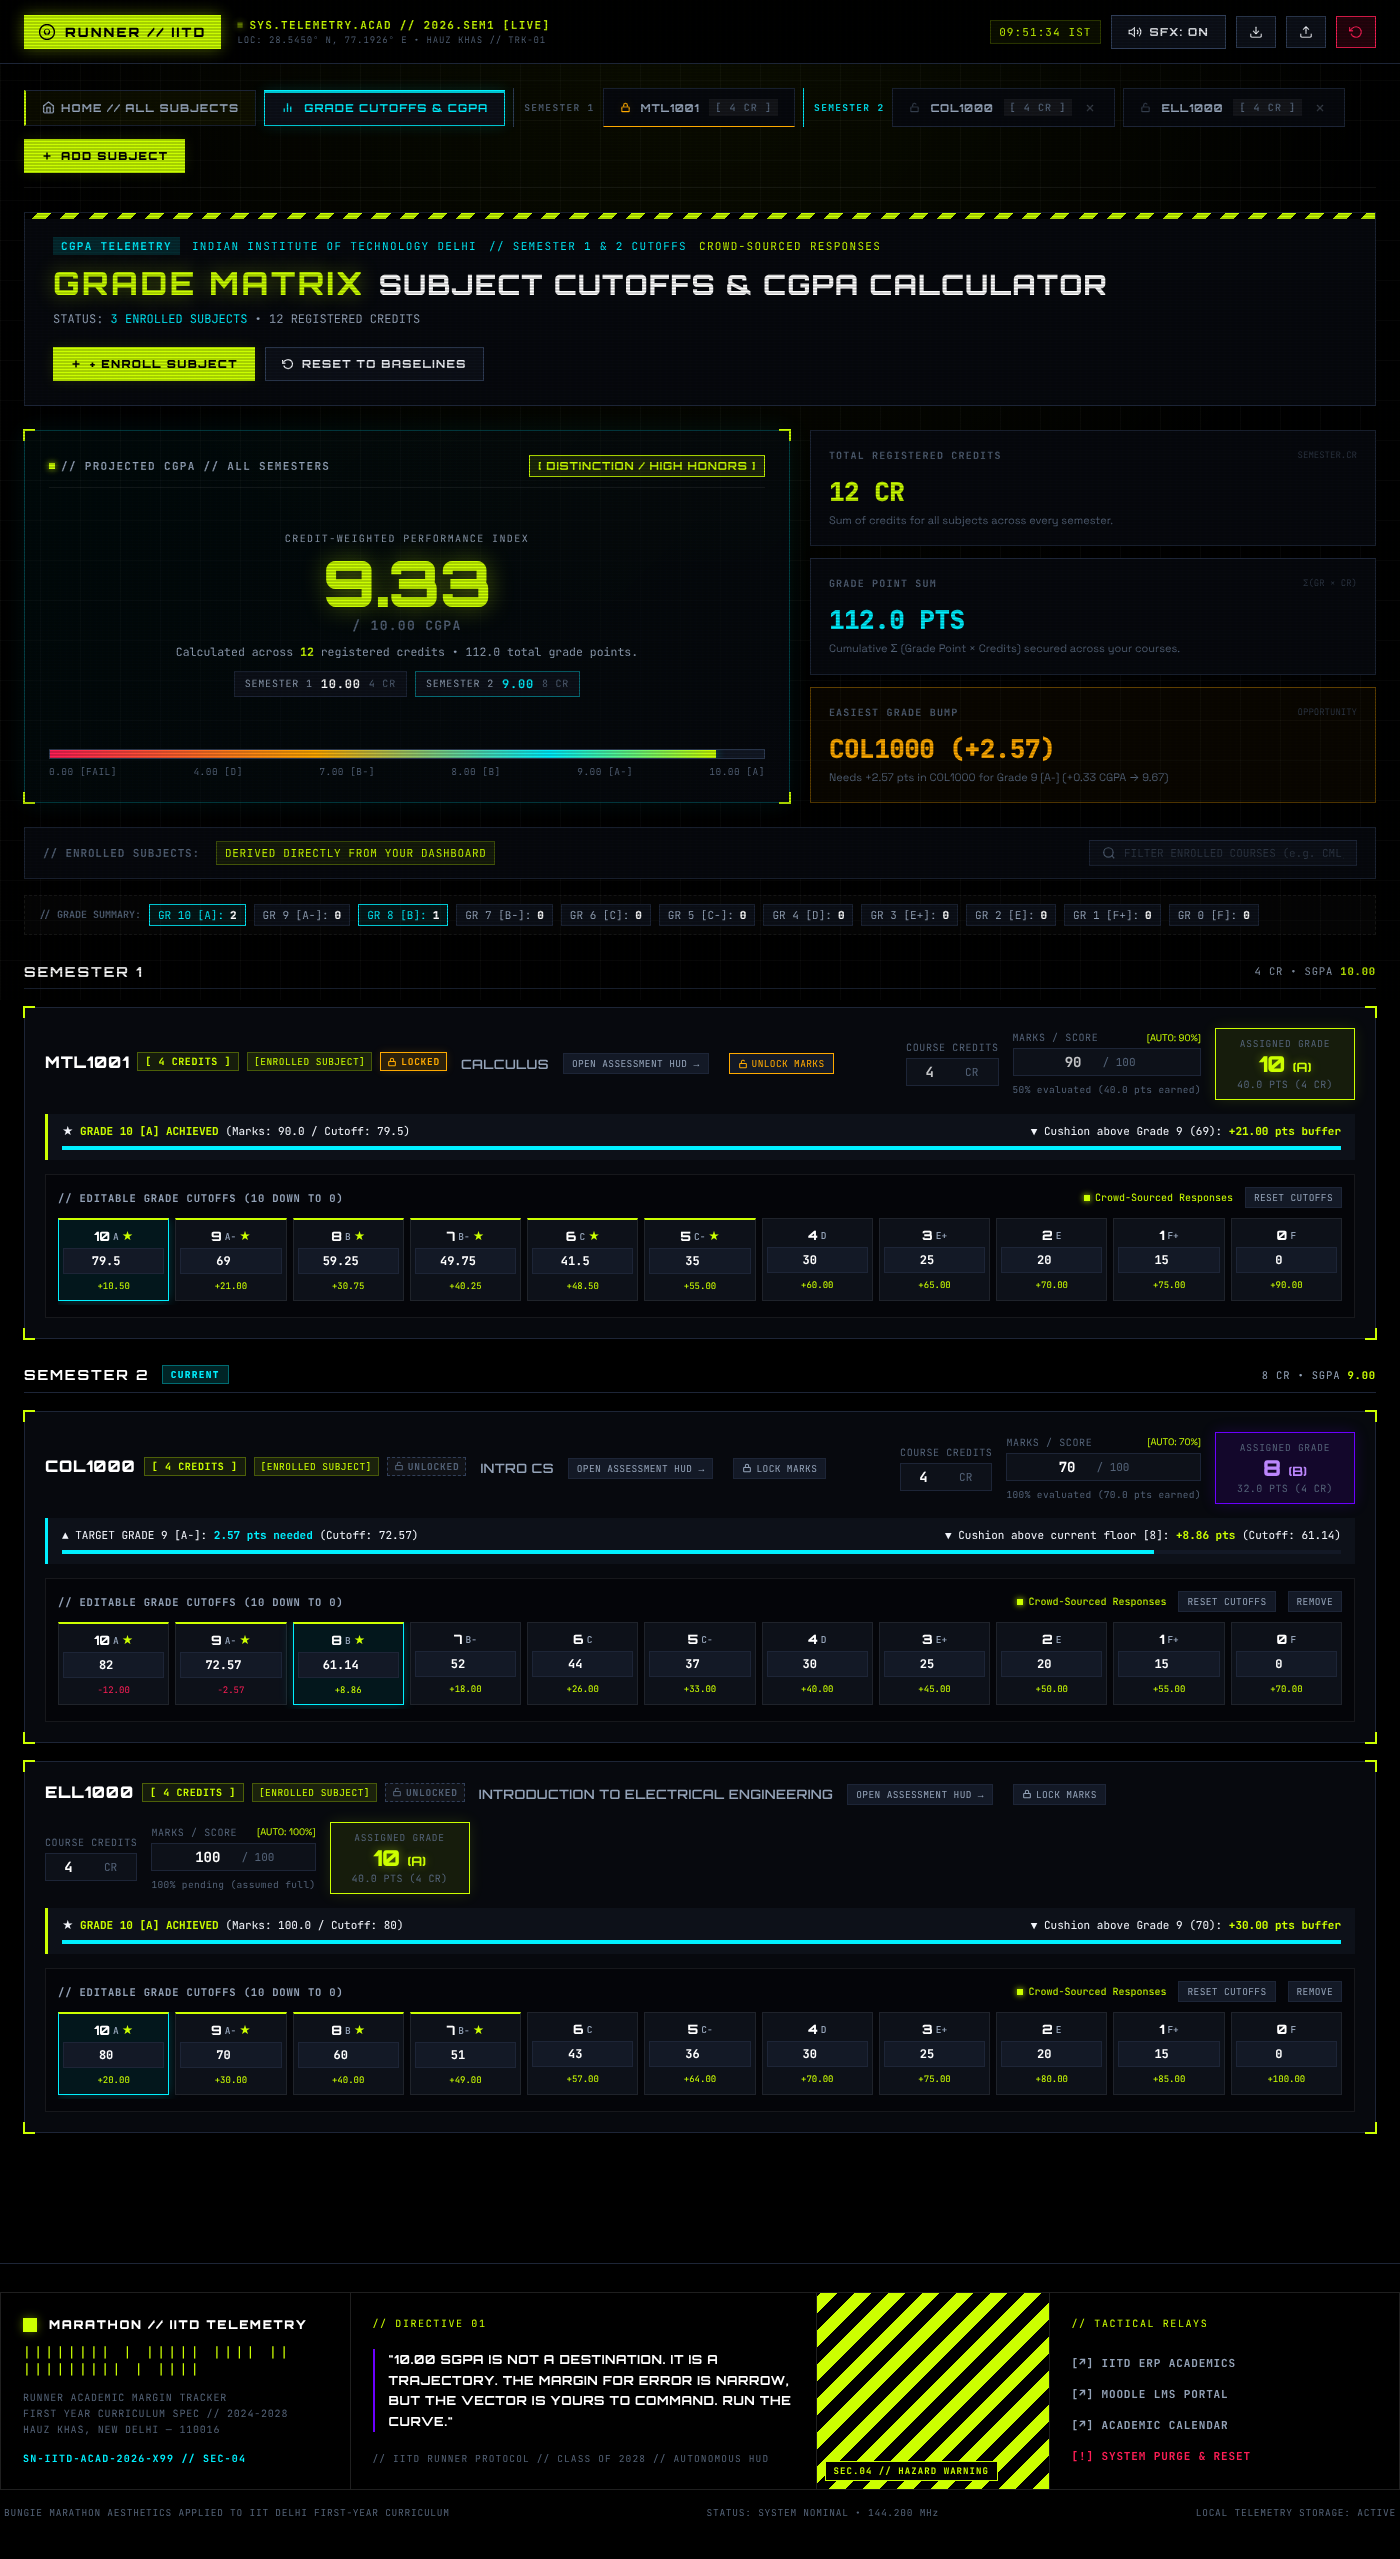 RUNNER // IITD
SYS.TELEMETRY.ACAD // 2026.SEM1 [LIVE]
LOC: 28.5450° N, 77.1926° E • HAUZ KHAS // TRK-01
09:51:34 IST
SFX: ON
HOME // ALL SUBJECTS
GRADE CUTOFFS & CGPA
SEMESTER 1
MTL1001 [ 4 CR ]
SEMESTER 2
COL1000 [ 4 CR ] ×
ELL1000 [ 4 CR ] ×
+ ADD SUBJECT
CGPA TELEMETRY INDIAN INSTITUTE OF TECHNOLOGY DELHI // SEMESTER 1 & 2 CUTOFFS CROWD-SOURCED RESPONSES
GRADE MATRIX SUBJECT CUTOFFS & CGPA CALCULATOR
STATUS: 3 ENROLLED SUBJECTS • 12 REGISTERED CREDITS
+ + ENROLL SUBJECT
RESET TO BASELINES
// PROJECTED CGPA // ALL SEMESTERS
[ DISTINCTION / HIGH HONORS ]
CREDIT-WEIGHTED PERFORMANCE INDEX
9.33
/ 10.00 CGPA
Calculated across 12 registered credits • 112.0 total grade points.
SEMESTER 1 10.00 4 CR
SEMESTER 2 9.00 8 CR
0.00 [FAIL] 4.00 [D] 7.00 [B-] 8.00 [B] 9.00 [A-] 10.00 [A]
TOTAL REGISTERED CREDITS SEMESTER.CR
12 CR
Sum of credits for all subjects across every semester.
GRADE POINT SUM Σ(GR × CR)
112.0 PTS
Cumulative Σ (Grade Point × Credits) secured across your courses.
EASIEST GRADE BUMP OPPORTUNITY
COL1000 (+2.57)
Needs +2.57 pts in COL1000 for Grade 9 [A-] (+0.33 CGPA → 9.67)
// ENROLLED SUBJECTS: DERIVED DIRECTLY FROM YOUR DASHBOARD
FILTER ENROLLED COURSES (e.g. CML
// GRADE SUMMARY: GR 10 [A]: 2 GR 9 [A-]: 0 GR 8 [B]: 1 GR 7 [B-]: 0 GR 6 [C]: 0 GR 5 [C-]: 0 GR 4 [D]: 0 GR 3 [E+]: 0 GR 2 [E]: 0 GR 1 [F+]: 0 GR 0 [F]: 0
SEMESTER 1 4 CR • SGPA 10.00
MTL1001 [ 4 CREDITS ] [ENROLLED SUBJECT] LOCKED CALCULUS OPEN ASSESSMENT HUD → UNLOCK MARKS
COURSE CREDITS
4 CR
MARKS / SCORE [AUTO: 90%]
90 / 100
50% evaluated (40.0 pts earned)
ASSIGNED GRADE
10 (A)
40.0 PTS (4 CR)
★ GRADE 10 [A] ACHIEVED (Marks: 90.0 / Cutoff: 79.5) ▼ Cushion above Grade 9 (69): +21.00 pts buffer
// EDITABLE GRADE CUTOFFS (10 DOWN TO 0) Crowd-Sourced Responses RESET CUTOFFS
10 A ★ 9 A- ★ 8 B ★ 7 B- ★ 6 C ★ 5 C- ★ 4 D 3 E+ 2 E 1 F+ 0 F
79.5 69 59.25 49.75 41.5 35 30 25 20 15 0
+10.50 +21.00 +30.75 +40.25 +48.50 +55.00 +60.00 +65.00 +70.00 +75.00 +90.00
SEMESTER 2 CURRENT 8 CR • SGPA 9.00
COL1000 [ 4 CREDITS ] [ENROLLED SUBJECT] UNLOCKED INTRO CS OPEN ASSESSMENT HUD → LOCK MARKS
COURSE CREDITS
4 CR
MARKS / SCORE [AUTO: 70%]
70 / 100
100% evaluated (70.0 pts earned)
ASSIGNED GRADE
8 (B)
32.0 PTS (4 CR)
▲ TARGET GRADE 9 [A-]: 2.57 pts needed (Cutoff: 72.57) ▼ Cushion above current floor [8]: +8.86 pts (Cutoff: 61.14)
// EDITABLE GRADE CUTOFFS (10 DOWN TO 0) Crowd-Sourced Responses RESET CUTOFFS REMOVE
10 A ★ 9 A- ★ 8 B ★ 7 B- 6 C 5 C- 4 D 3 E+ 2 E 1 F+ 0 F
82 72.57 61.14 52 44 37 30 25 20 15 0
-12.00 -2.57 +8.86 +18.00 +26.00 +33.00 +40.00 +45.00 +50.00 +55.00 +70.00
ELL1000 [ 4 CREDITS ] [ENROLLED SUBJECT] UNLOCKED INTRODUCTION TO ELECTRICAL ENGINEERING OPEN ASSESSMENT HUD → LOCK MARKS
COURSE CREDITS
4 CR
MARKS / SCORE [AUTO: 100%]
100 / 100
100% pending (assumed full)
ASSIGNED GRADE
10 (A)
40.0 PTS (4 CR)
★ GRADE 10 [A] ACHIEVED (Marks: 100.0 / Cutoff: 80) ▼ Cushion above Grade 9 (70): +30.00 pts buffer
// EDITABLE GRADE CUTOFFS (10 DOWN TO 0) Crowd-Sourced Responses RESET CUTOFFS REMOVE
10 A ★ 9 A- ★ 8 B ★ 7 B- ★ 6 C 5 C- 4 D 3 E+ 2 E 1 F+ 0 F
80 70 60 51 43 36 30 25 20 15 0
+20.00 +30.00 +40.00 +49.00 +57.00 +64.00 +70.00 +75.00 +80.00 +85.00 +100.00
MARATHON // IITD TELEMETRY
|||||||| | ||||| |||| ||
||||||||| | ||||
RUNNER ACADEMIC MARGIN TRACKER
FIRST YEAR CURRICULUM SPEC // 2024-2028
HAUZ KHAS, NEW DELHI — 110016
SN-IITD-ACAD-2026-X99 // SEC-04
// DIRECTIVE 01
"10.00 SGPA IS NOT A DESTINATION. IT IS A
TRAJECTORY. THE MARGIN FOR ERROR IS NARROW,
BUT THE VECTOR IS YOURS TO COMMAND. RUN THE
CURVE."
// IITD RUNNER PROTOCOL // CLASS OF 2028 // AUTONOMOUS HUD
SEC.04 // HAZARD WARNING
// TACTICAL RELAYS
[↗] IITD ERP ACADEMICS
[↗] MOODLE LMS PORTAL
[↗] ACADEMIC CALENDAR
[!] SYSTEM PURGE & RESET
BUNGIE MARATHON AESTHETICS APPLIED TO IIT DELHI FIRST-YEAR CURRICULUM
STATUS: SYSTEM NOMINAL • 144.200 MHz
LOCAL TELEMETRY STORAGE: ACTIVE